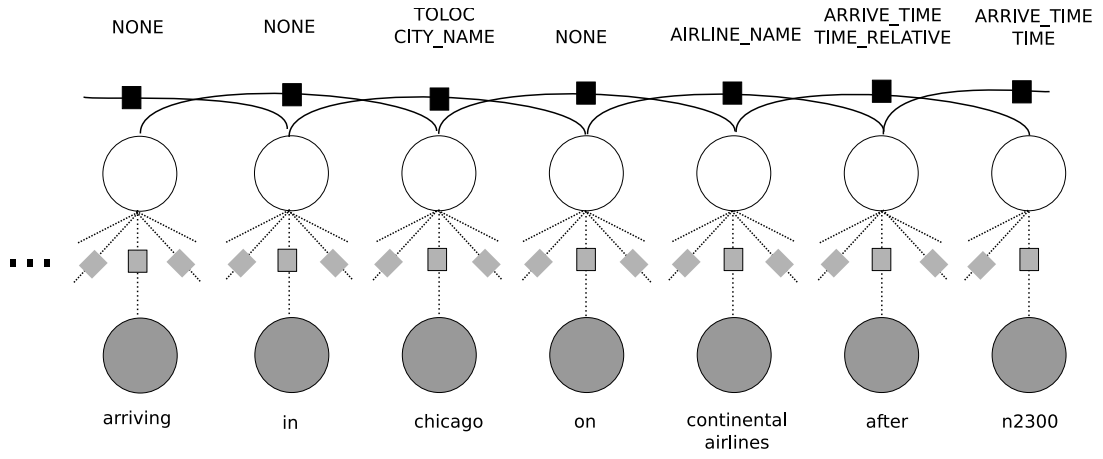 NONE
NONE
TOLOC
CITY_NAME
NONE
AIRLINE_NAME
ARRIVE_TIME
TIME_RELATIVE
ARRIVE_TIME
TIME
...
arriving
in
chicago
on
continental
airlines
after
n2300